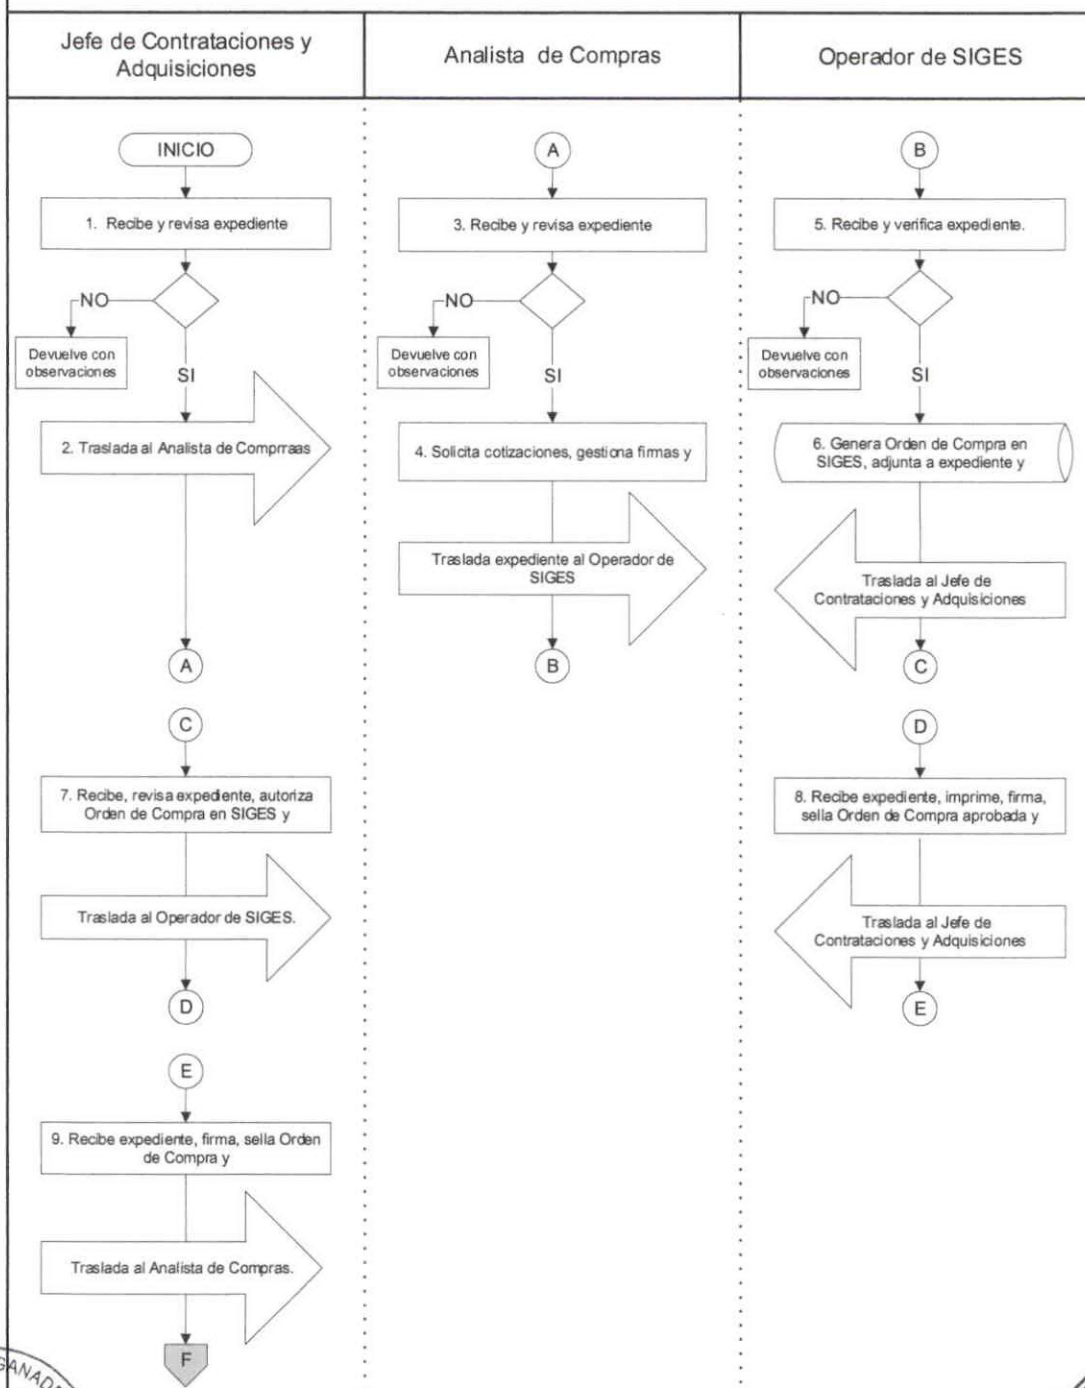 Jefe de Contrataciones y
Adquisiciones
Analista de Compras
Operador de SIGES
INICIO
1. Recibe y revisa expediente
NO
Devuelve con
observaciones
SI
2. Traslada al Analista de Comprraas
A
C
7. Recibe, revisa expediente, autoriza
Orden de Compra en SIGES y
Traslada al Operador de SIGES.
D
E
9. Recibe expediente, firma, sella Orden
de Compra y
Traslada al Analista de Compras.
F
A
3. Recibe y revisa expediente
NO
Devuelve con
observaciones
SI
4. Solicita cotizaciones, gestiona firmas y
Traslada expediente al Operador de
SIGES
B
B
5. Recibe y verifica expediente.
NO
Devuelve con
observaciones
SI
6. Genera Orden de Compra en
SIGES, adjunta a expediente y
Traslada al Jefe de
Contrataciones y Adquisiciones
C
D
8. Recibe expediente, imprime, firma,
sella Orden de Compra aprobada y
Traslada al Jefe de
Contrataciones y Adquisiciones
E